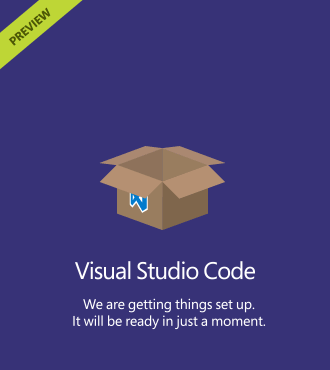 PREVIEW
Visual Studio Code
We are getting things set up.
It will be ready in just a moment.